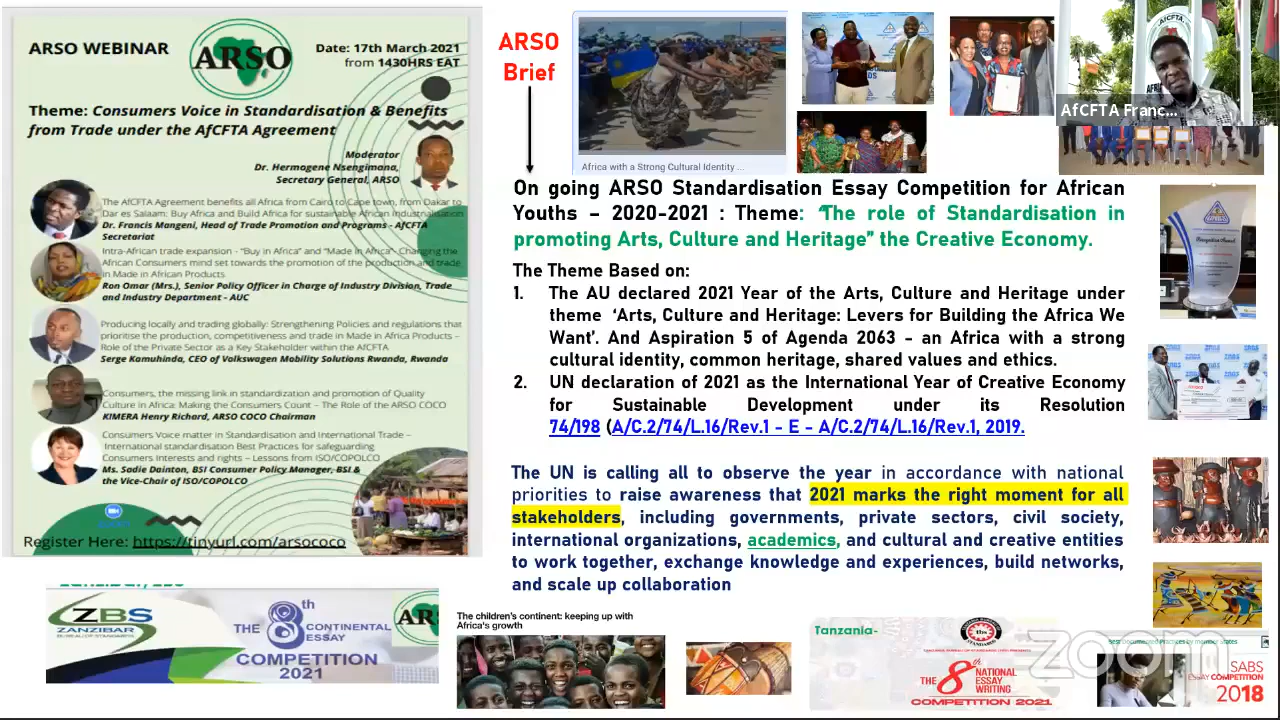 ARSO WEBINAR
ARSO
Date: 17th March 2021
from 1430HRS EAT
Theme: Consumers Voice in Standardisation & Benefits
from Trade under the AfCFTA Agreement
Moderator
Dr. Hermogene Nsengimana,
Secretary General, ARSO
The AfCFTA Agreement benefits all Africa from Cairo to Cape town, from Dakar to
Dar es Salaam: Buy Africa and Build Africa for sustainable African Industrialisation
Dr. Francis Mangeni, Head of Trade Promotion and Programs - AfCFTA
Secretariat
Intra-African trade expansion - "Buy in Africa" and "Made in Africa"- Changing the
African Consumers mind set towards the promotion of the production and trade
in Made in African Products
Ron Omar (Mrs.), Senior Policy Officer in Charge of Industry Division, Trade
and Industry Department - AUC
Producing locally and trading globally: Strengthening Policies and regulations that
prioritise the production, competitiveness and trade in Made in Africa Products –
Role of the Private Sector as a Key Stakeholder within the AfCFTA
Serge Kamuhinda, CEO of Volkswagen Mobility Solutions Rwanda, Rwanda
Consumers, the missing link in standardization and promotion of Quality
Culture in Africa: Making the Consumers Count – The Role of the ARSO COCO
KIMERA Henry Richard, ARSO COCO Chairman
Consumers Voice matter in Standardisation and International Trade –
International standardisation Best Practices for safeguarding
Consumers Interests and rights – Lessons from ISO/COPOLCO
Ms. Sadie Dainton, BSI Consumer Policy Manager, BSI &
the Vice-Chair of ISO/COPOLCO
Register Here: https://tinyurl.com/arsococo
ZBS
ZANZIBAR
BUREAU OF STANDARDS
THE 8th CONTINENTAL
ESSAY
COMPETITION
2021
AR
ARSO
Brief
Africa with a Strong Cultural Identity ...
AfCFTA
AfCFTA Franc...
On going ARSO Standardisation Essay Competition for African
Youths – 2020-2021 : Theme: "The role of Standardisation in
promoting Arts, Culture and Heritage" the Creative Economy.
The Theme Based on:
1. The AU declared 2021 Year of the Arts, Culture and Heritage under
theme 'Arts, Culture and Heritage: Levers for Building the Africa We
Want'. And Aspiration 5 of Agenda 2063 - an Africa with a strong
cultural identity, common heritage, shared values and ethics.
2. UN declaration of 2021 as the International Year of Creative Economy
for Sustainable Development under its Resolution
74/198 (A/C.2/74/L.16/Rev.1 - E - A/C.2/74/L.16/Rev.1, 2019.
The UN is calling all to observe the year in accordance with national
priorities to raise awareness that 2021 marks the right moment for all
stakeholders, including governments, private sectors, civil society,
international organizations, academics, and cultural and creative entities
to work together, exchange knowledge and experiences, build networks,
and scale up collaboration
The children's continent: keeping up with
Africa's growth
Tanzania-
THE 8th NATIONAL
ESSAY
WRITING
COMPETITION 2021
zoom
Best Documented Practices by member States
SABS
ESSAY COMPETITION
2018